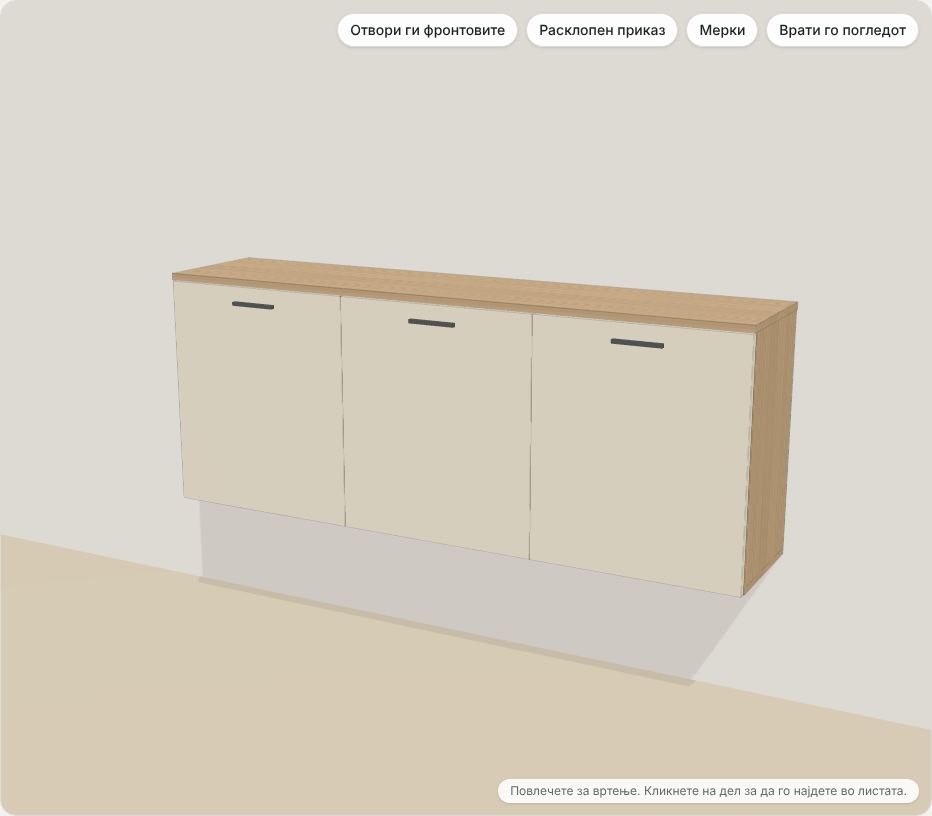 Отвори ги фронтовите
Расклопен приказ
Мерки
Врати го погледот
Повлечете за вртење. Кликнете на дел за да го најдете во листата.